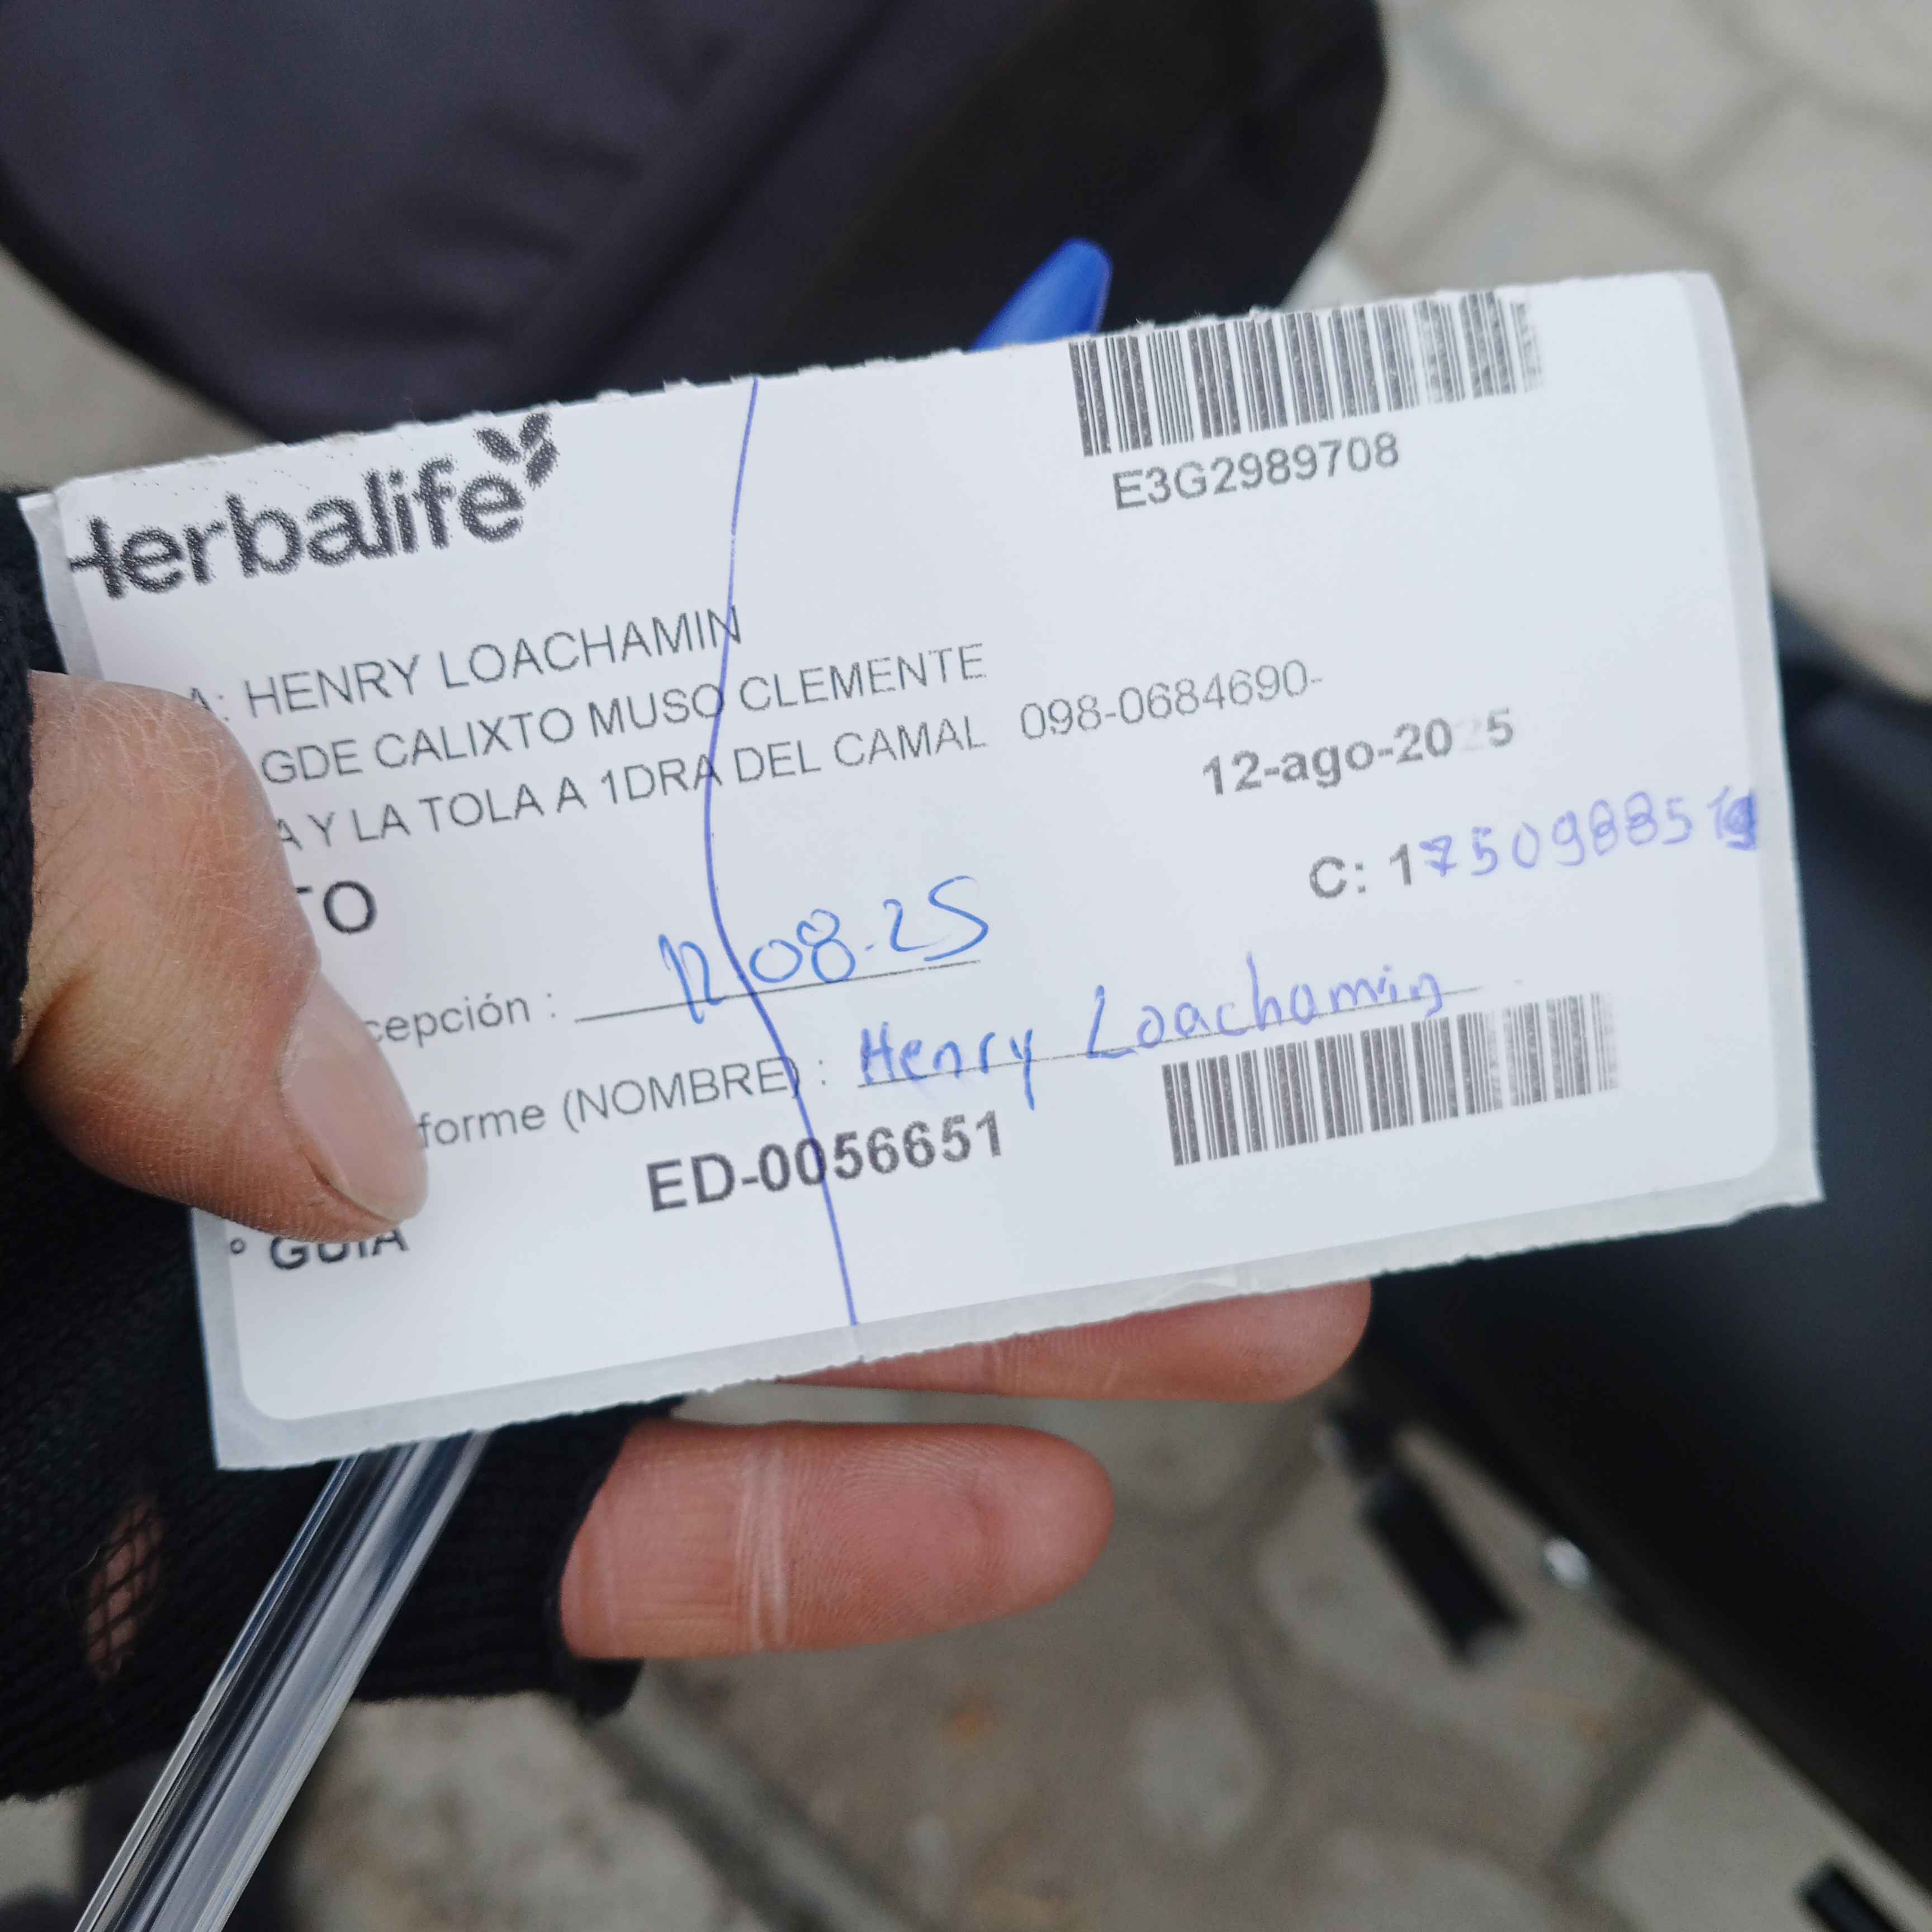 Herbalife
E3G2989708
A: HENRY LOACHAMIN
GDE CALIXTO MUSO CLEMENTE
A Y LA TOLA A 1DRA DEL CAMAL 098-0684690-
12-ago-2025
TO
C: 1750988519
cepción : 12 08.25
forme (NOMBRE) : Henry Loachamin
ED-0056651
° GUIA